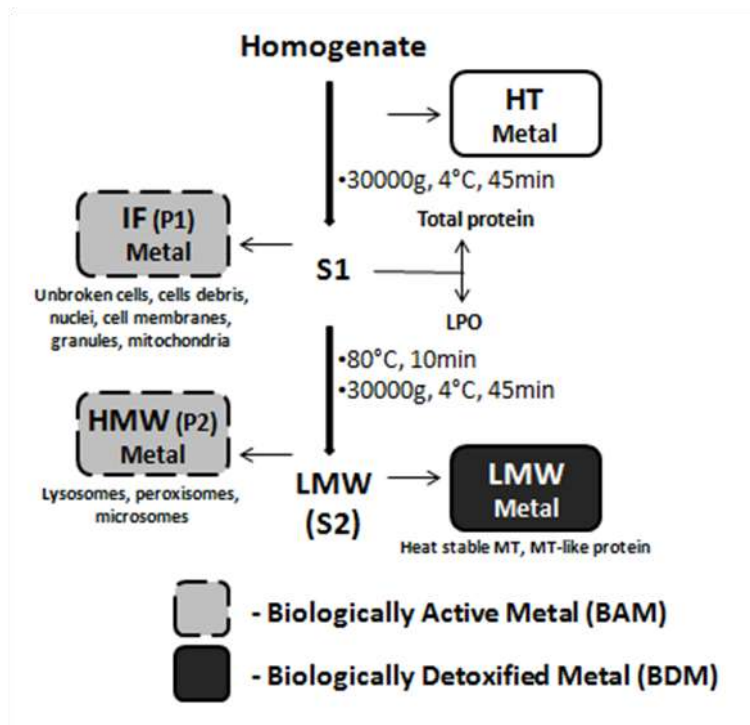 Homogenate
HT
Metal
•30000g, 4°C, 45min
IF (P1)
Metal
Total protein
S1
Unbroken cells, cells debris,
nuclei, cell membranes,
granules, mitochondria
LPO
•80°C, 10min
•30000g, 4°C, 45min
HMW (P2)
Metal
LMW
(S2)
LMW
Metal
Lysosomes, peroxisomes,
microsomes
Heat stable MT, MT-like protein
- Biologically Active Metal (BAM)
- Biologically Detoxified Metal (BDM)